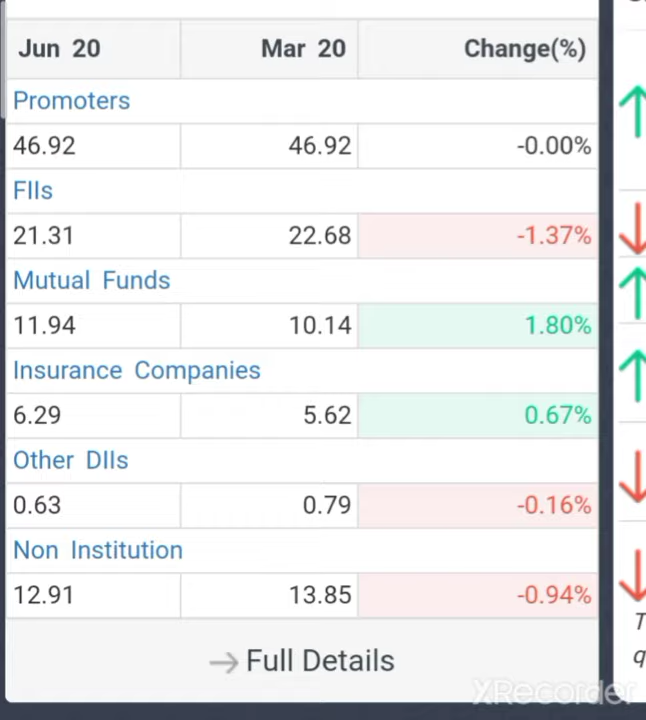 Jun 20 Mar 20 Change(%)
Promoters
46.92 46.92 -0.00%
FIIs
21.31 22.68 -1.37%
Mutual Funds
11.94 10.14 1.80%
Insurance Companies
6.29 5.62 0.67%
Other DIIs
0.63 0.79 -0.16%
Non Institution
12.91 13.85 -0.94%
→ Full Details
XRecorder